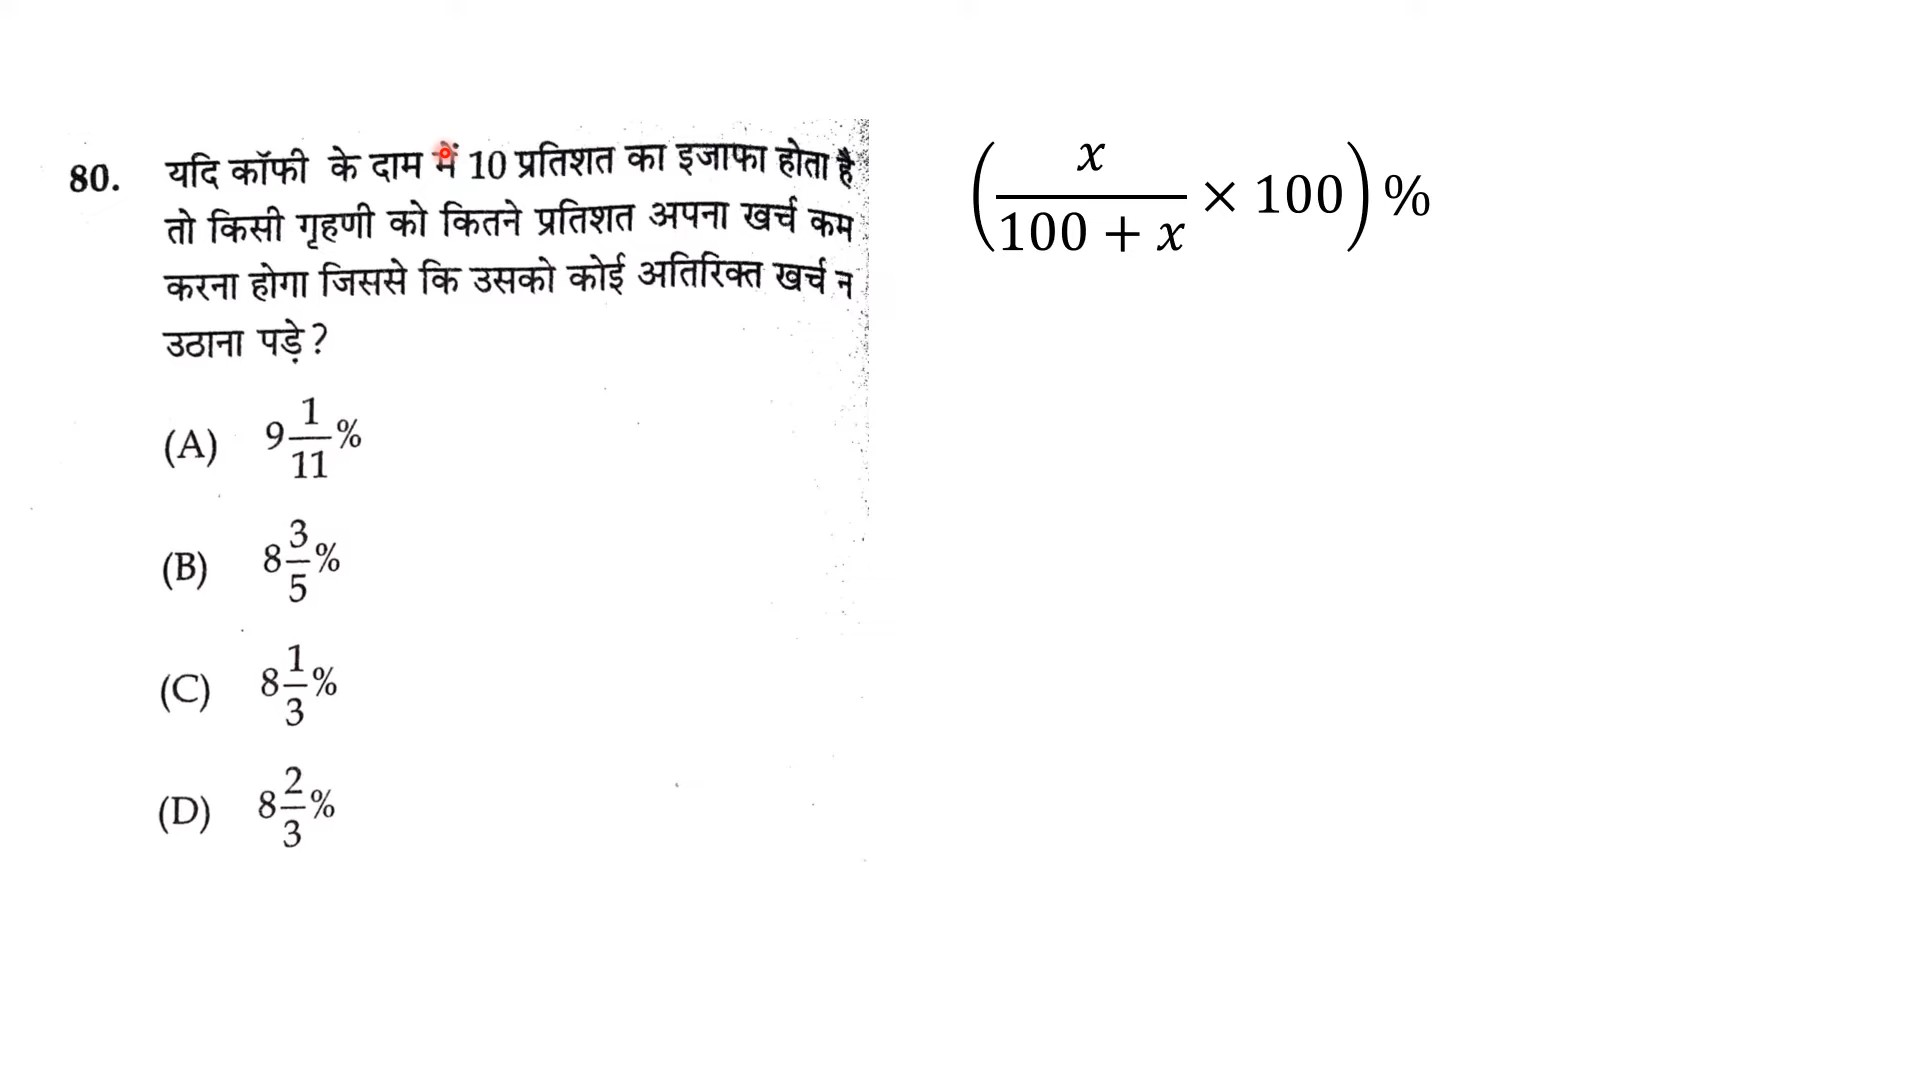 80. यदि कॉफी के दाम में 10 प्रतिशत का इजाफा होता है
तो किसी गृहणी को कितने प्रतिशत अपना खर्च कम
करना होगा जिससे कि उसको कोई अतिरिक्त खर्च न
उठाना पड़े?
(A) 9 1/11 %
(B) 8 3/5 %
(C) 8 1/3 %
(D) 8 2/3 %
(x/(100 + x) × 100) %